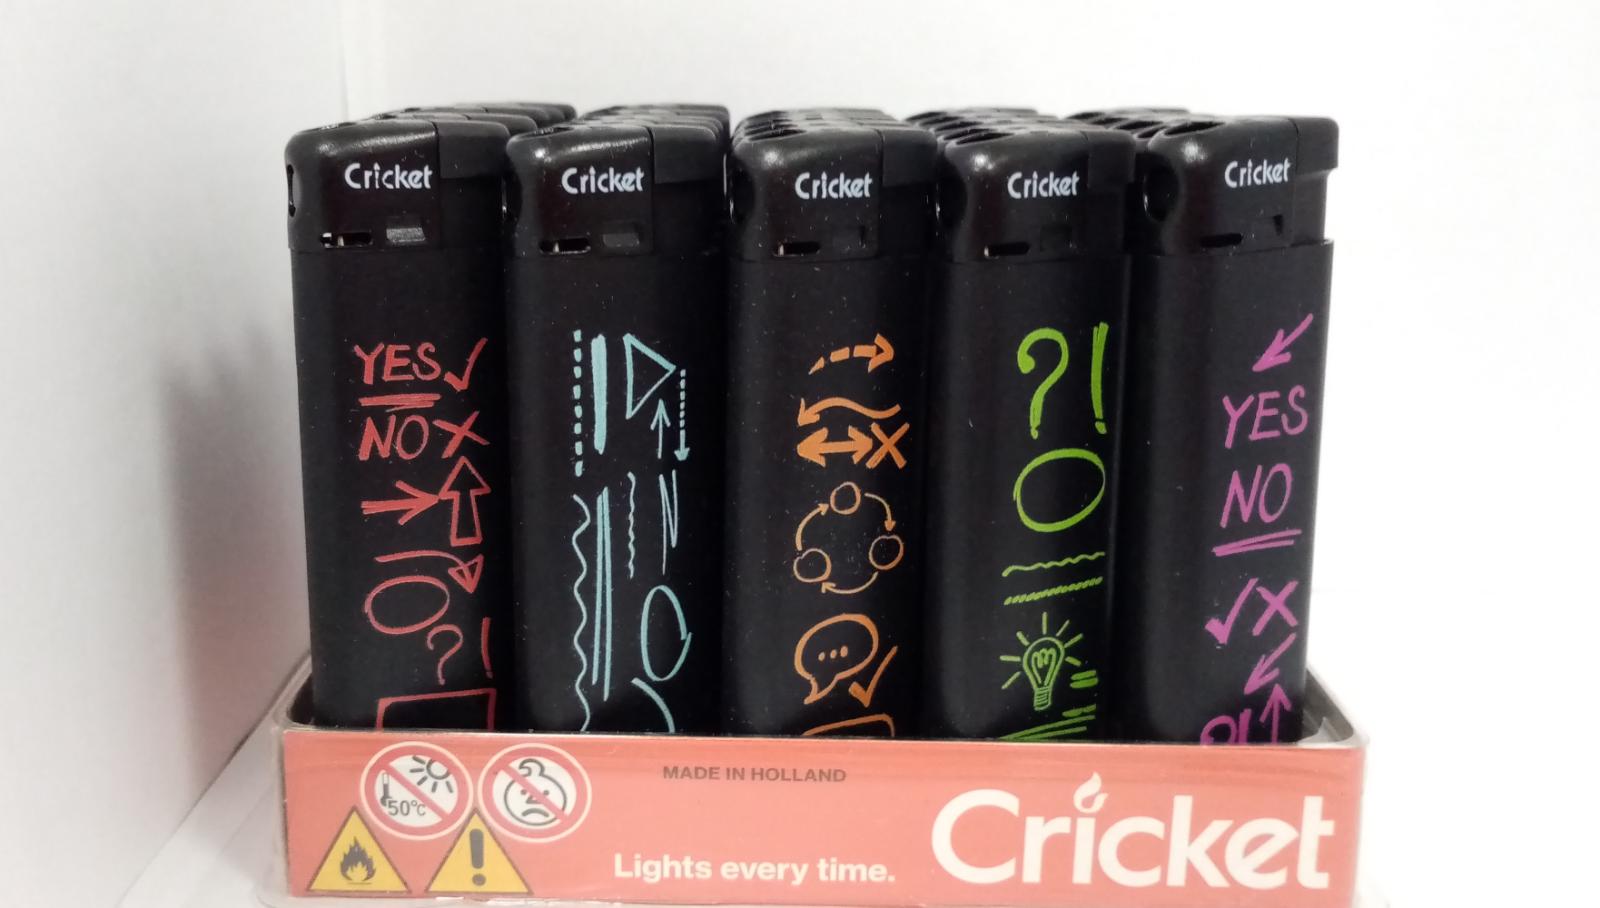 Cricket
Cricket
Cricket
Cricket
Cricket
YES
NO
?
!
?!
YES
NO
?!
50°C
MADE IN HOLLAND
Lights every time.
Cricket